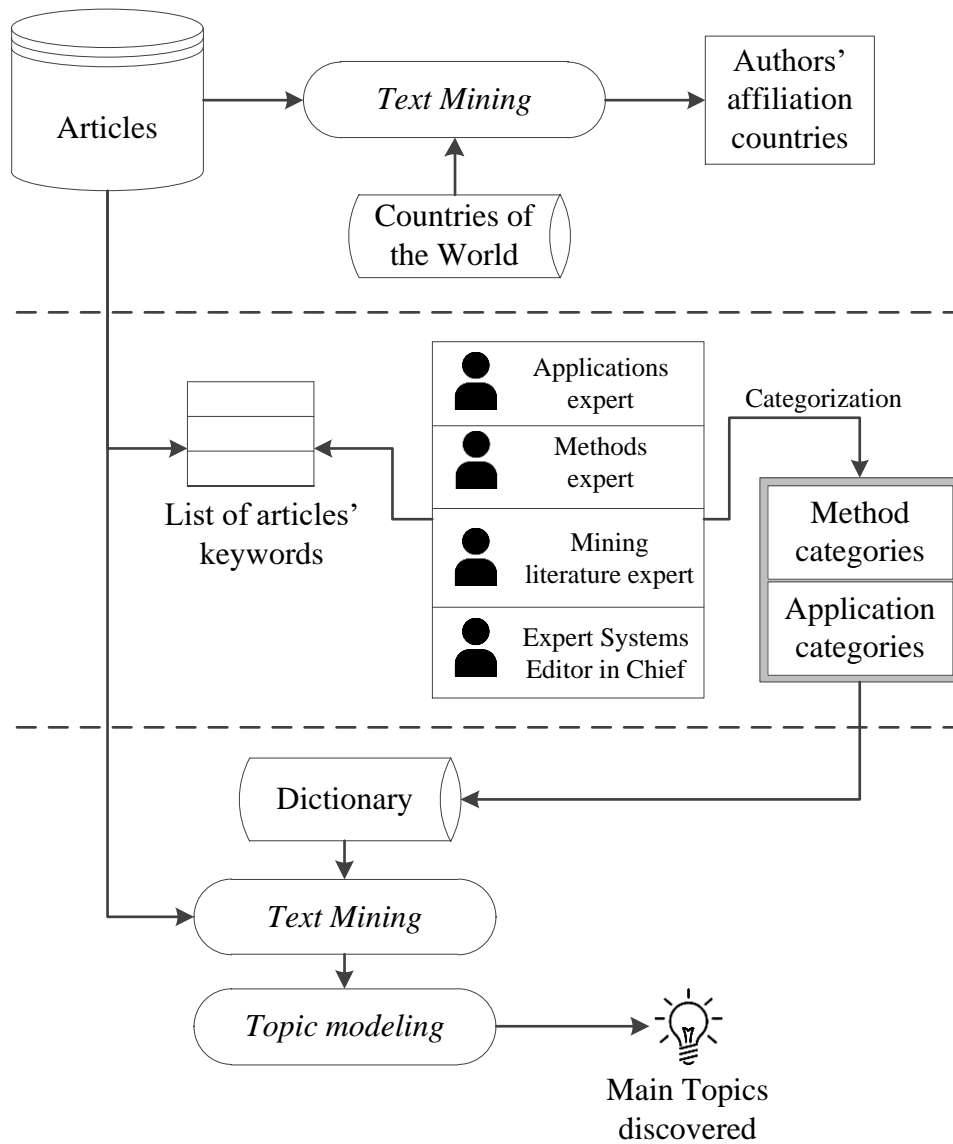 Articles
Text Mining
Authors’
affiliation
countries
Countries of
the World
Applications
expert
Methods
expert
Mining
literature expert
Expert Systems
Editor in Chief
List of articles’
keywords
Categorization
Method
categories
Application
categories
Dictionary
Text Mining
Topic modeling
Main Topics
discovered